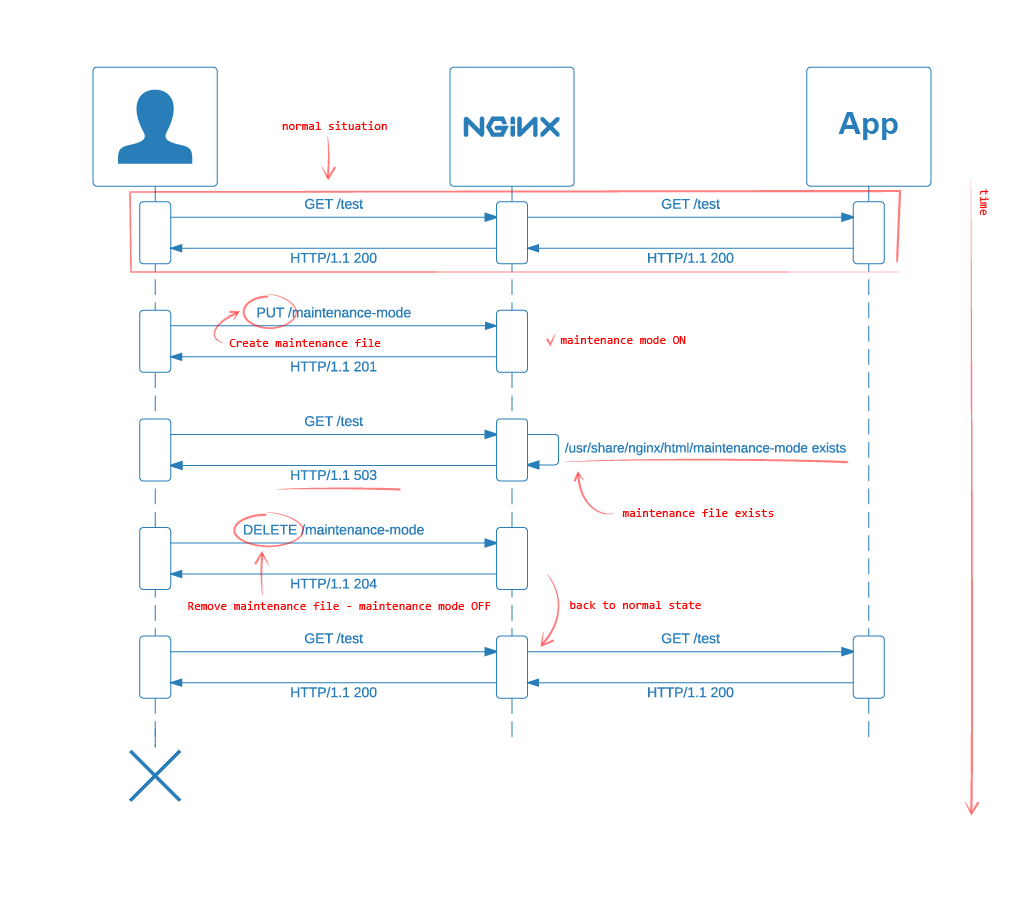 NGINX
App
normal situation
time
GET /test
GET /test
HTTP/1.1 200
HTTP/1.1 200
PUT /maintenance-mode
Create maintenance file
maintenance mode ON
HTTP/1.1 201
GET /test
/usr/share/nginx/html/maintenance-mode exists
HTTP/1.1 503
maintenance file exists
DELETE /maintenance-mode
HTTP/1.1 204
Remove maintenance file - maintenance mode OFF
back to normal state
GET /test
GET /test
HTTP/1.1 200
HTTP/1.1 200